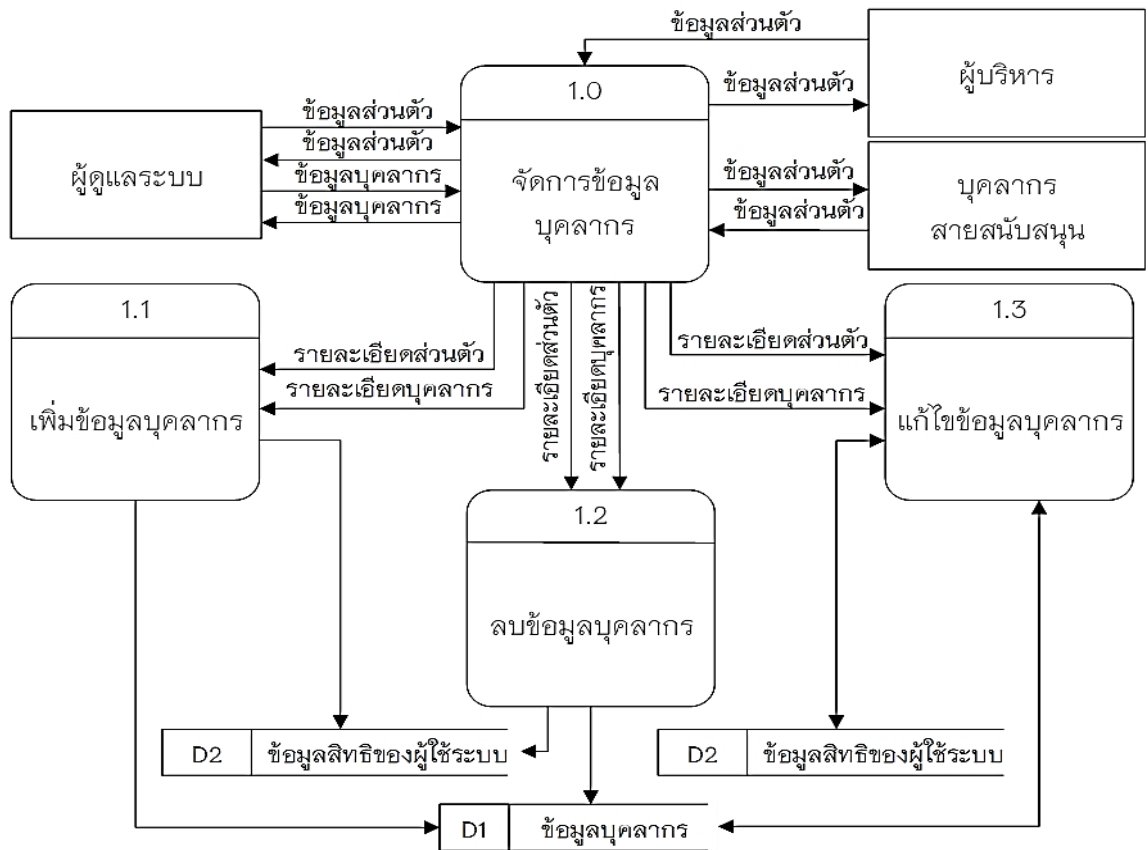 ข้อมูลส่วนตัว
ผู้บริหาร
1.0
ข้อมูลส่วนตัว
ข้อมูลส่วนตัว
ข้อมูลส่วนตัว
ข้อมูลบุคลากร
ข้อมูลบุคลากร
ผู้ดูแลระบบ
จัดการข้อมูล
บุคลากร
ข้อมูลส่วนตัว
ข้อมูลส่วนตัว
บุคลากร
สายสนับสนุน
1.1
เพิ่มข้อมูลบุคลากร
รายละเอียดส่วนตัว
รายละเอียดบุคลากร
รายละเอียดส่วนตัว
รายละเอียดบุคลากร
รายละเอียดส่วนตัว
รายละเอียดบุคลากร
1.3
แก้ไขข้อมูลบุคลากร
1.2
ลบข้อมูลบุคลากร
D2 ข้อมูลสิทธิของผู้ใช้ระบบ
D2 ข้อมูลสิทธิของผู้ใช้ระบบ
D1 ข้อมูลบุคลากร